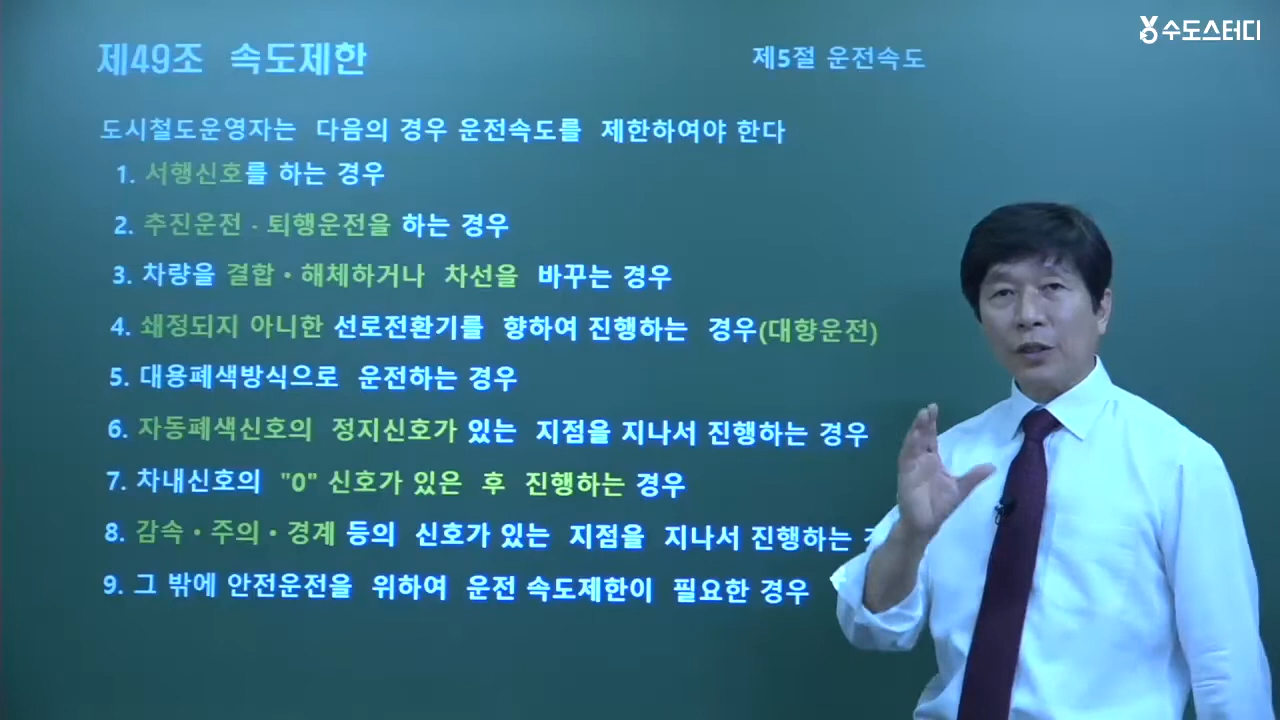 수도스터디
제49조 속도제한
제5절 운전속도
도시철도운영자는 다음의 경우 운전속도를 제한하여야 한다
1. 서행신호를 하는 경우
2. 추진운전 · 퇴행운전을 하는 경우
3. 차량을 결합 · 해체하거나 차선을 바꾸는 경우
4. 쇄정되지 아니한 선로전환기를 향하여 진행하는 경우(대향운전)
5. 대용폐색방식으로 운전하는 경우
6. 자동폐색신호의 정지신호가 있는 지점을 지나서 진행하는 경우
7. 차내신호의 "0" 신호가 있은 후 진행하는 경우
8. 감속 · 주의 · 경계 등의 신호가 있는 지점을 지나서 진행하는
9. 그 밖에 안전운전을 위하여 운전 속도제한이 필요한 경우